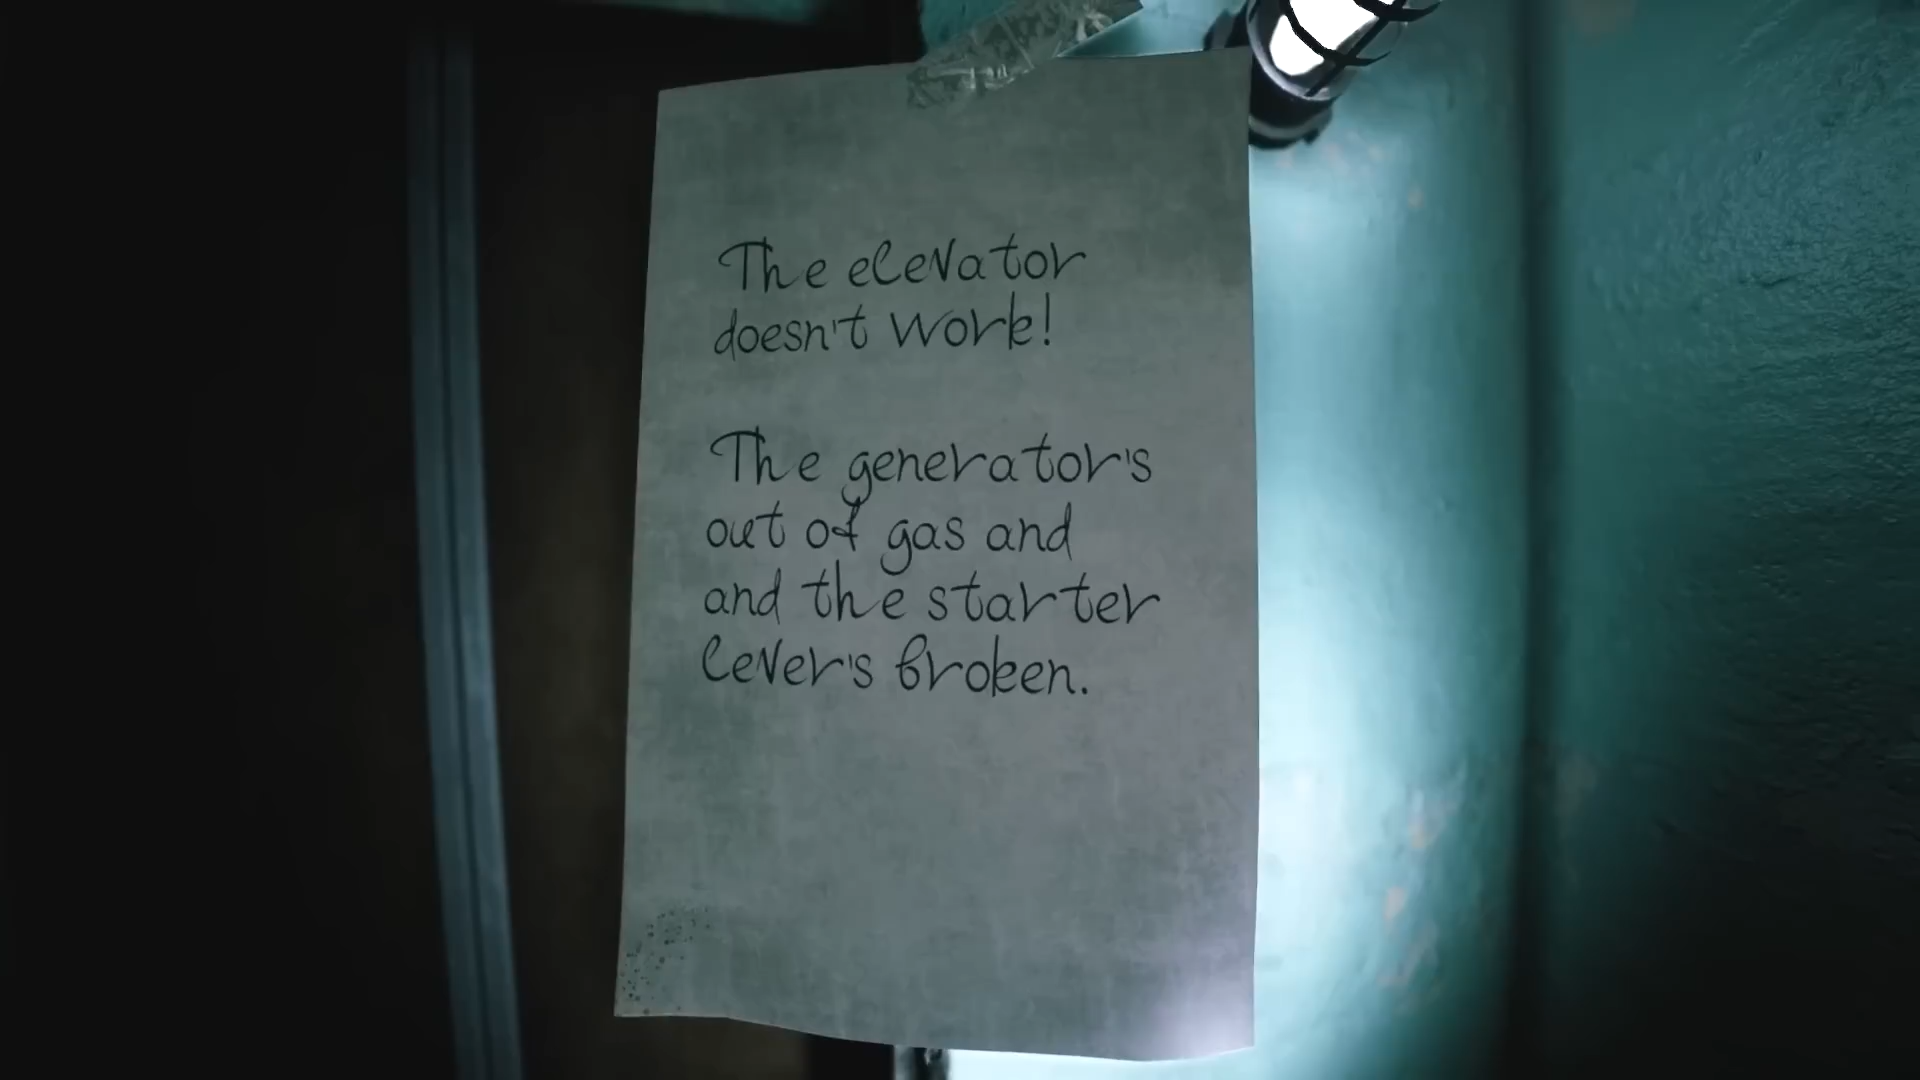 The elevator
doesn't work!
The generator's
out of gas and
and the starter
lever's broken.